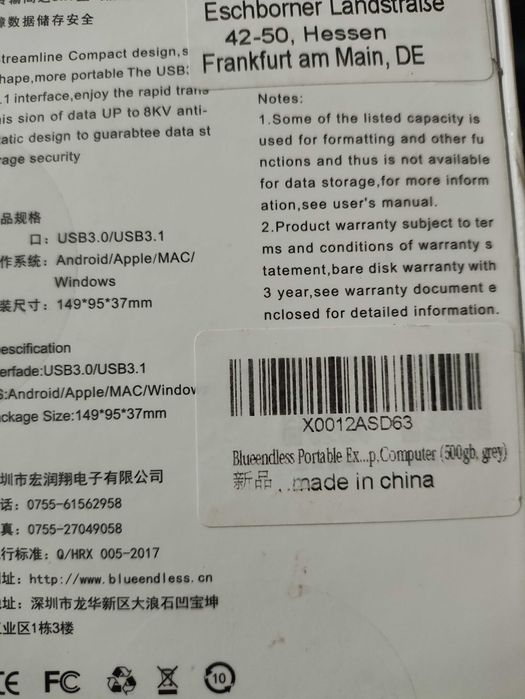 障数据储存安全
Streamline Compact design,s
hape,more portable The USB3
.1 interface,enjoy the rapid trans
mis sion of data UP to 8KV anti-
static design to guarabtee data st
orage security
品规格
口：USB3.0/USB3.1
作系统：Android/Apple/MAC/
Windows
装尺寸：149*95*37mm
escification
erfade:USB3.0/USB3.1
S:Android/Apple/MAC/Window
ckage Size:149*95*37mm
圳市宏润翔电子有限公司
话：0755-61562958
真：0755-27049058
行标准：Q/HRX 005-2017
址：http://www.blueendless.cn
址：深圳市龙华新区大浪石凹宝坤
工业区1栋3楼
CE FC 10
Eschborner Landstraße
42-50, Hessen
Frankfurt am Main, DE
Notes:
1.Some of the listed capacity is
used for formatting and other fu
nctions and thus is not available
for data storage,for more inform
ation,see user's manual.
2.Product warranty subject to ter
ms and conditions of warranty s
tatement,bare disk warranty with
3 year,see warranty document e
nclosed for detailed information.
X0012ASD63
Blueendless Portable Ex...p,Computer (500gb, grey)
新品 ...made in china